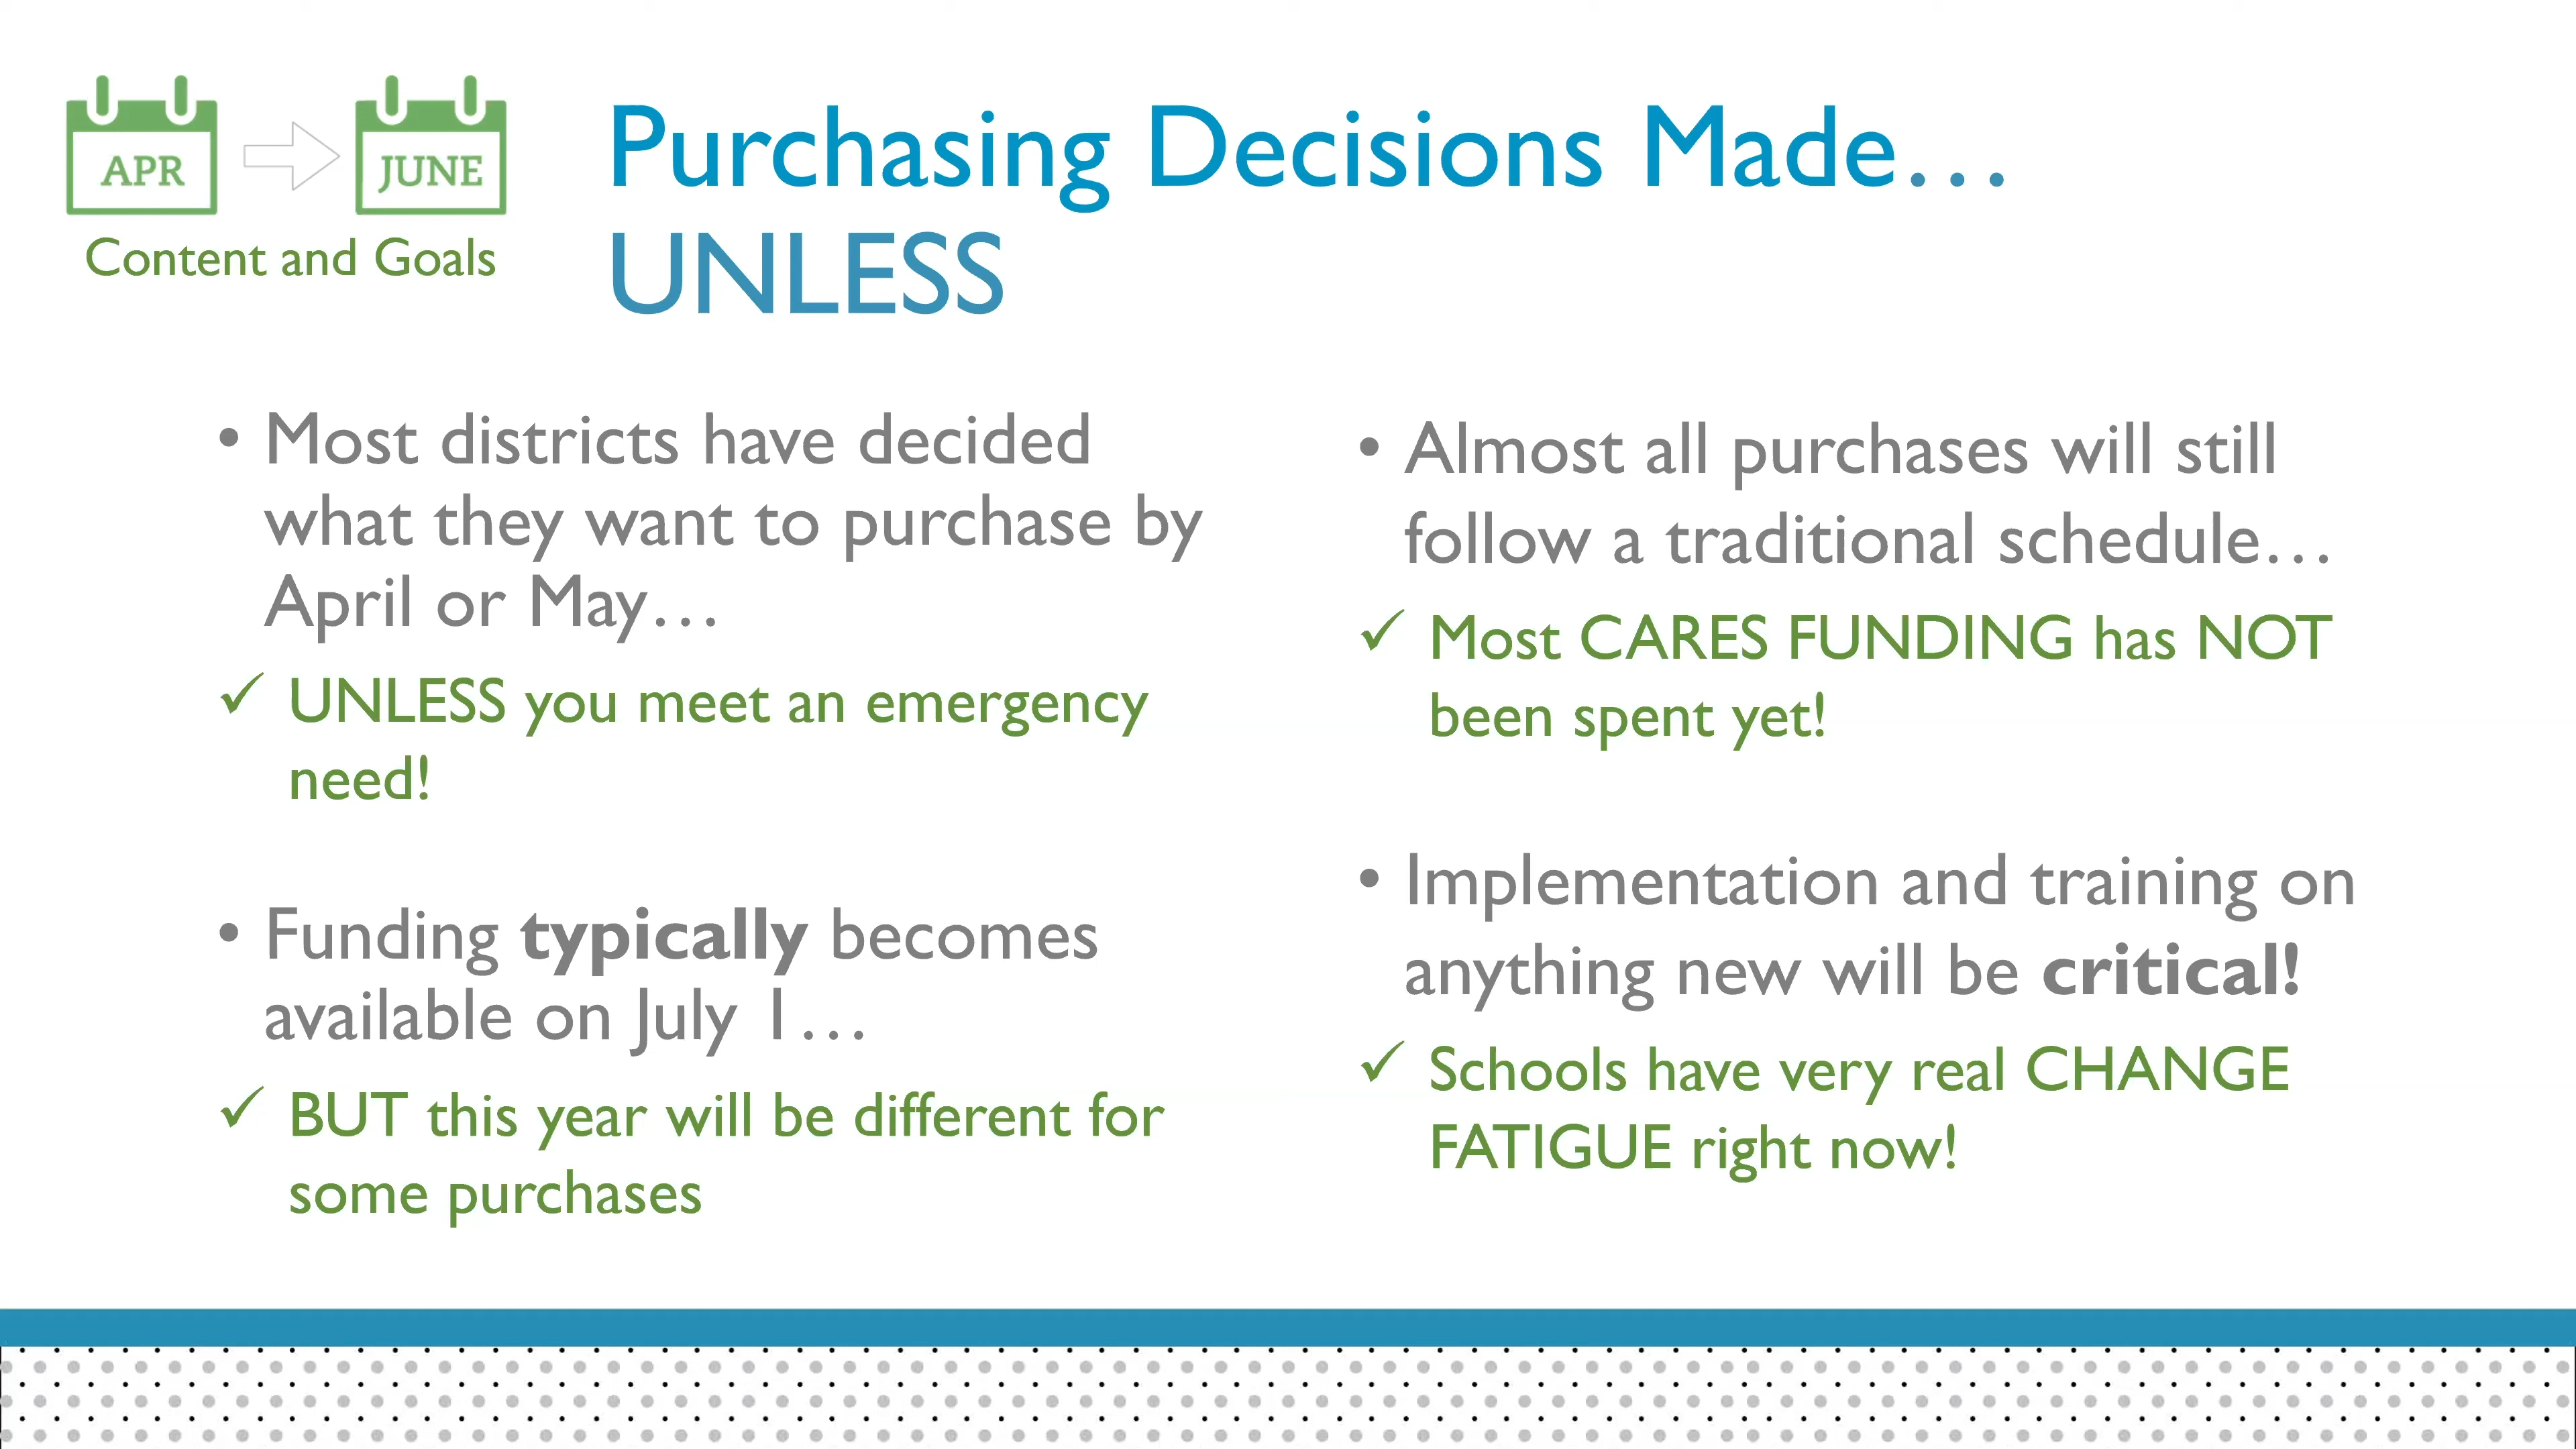 APR
JUNE
Content and Goals
Purchasing Decisions Made…
UNLESS
• Most districts have decided
what they want to purchase by
April or May…
✓ UNLESS you meet an emergency
need!
• Funding typically becomes
available on July 1…
✓ BUT this year will be different for
some purchases
• Almost all purchases will still
follow a traditional schedule…
✓ Most CARES FUNDING has NOT
been spent yet!
• Implementation and training on
anything new will be critical!
✓ Schools have very real CHANGE
FATIGUE right now!